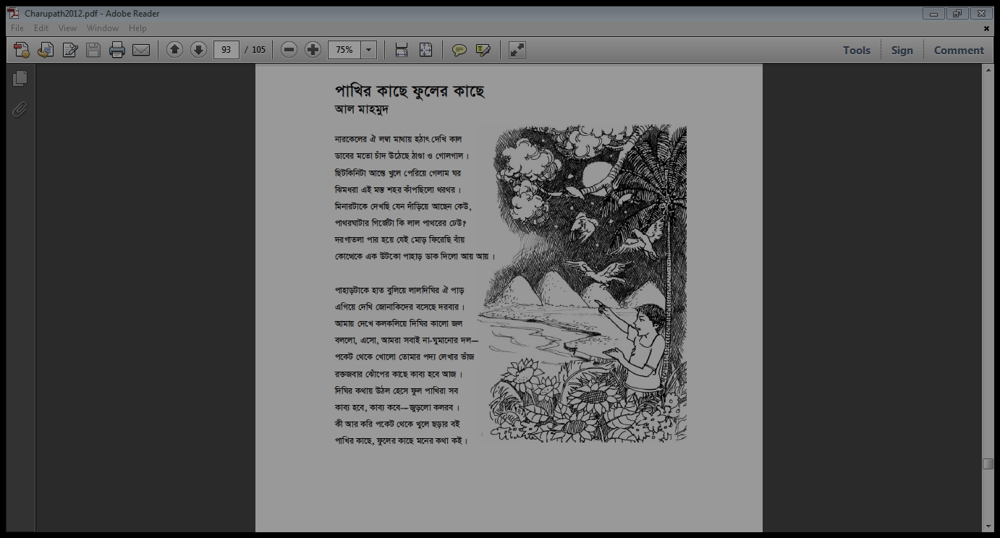 Charupath2012.pdf - Adobe Reader
File Edit View Window Help
93 / 105 75% Tools Sign Comment
পাখির কাছে ফুলের কাছে
আল মাহমুদ
নারকেলের ঐ লম্বা মাথায় হঠাৎ দেখি কাল
ডাবের মতো চাঁদ উঠেছে ঠাণ্ডা ও গোলগাল ।
ছিটকিনিটা আস্তে খুলে পেরিয়ে গেলাম ঘর
ঝিমধরা এই মস্ত শহর কাঁপছিলো থরথর ।
মিনারটাকে দেখছি যেন দাঁড়িয়ে আছেন কেউ,
পাথরঘাটার গির্জেটা কি লাল পাথরের ঢেউ?
দরগাতলা পার হয়ে যেই মোড় ফিরেছি বাঁয়
কোত্থেকে এক উটকো পাহাড় ডাক দিলো আয় আয় ।
পাহাড়টাকে হাত বুলিয়ে লালদিঘির ঐ পাড়
এগিয়ে দেখি জোনাকিদের বসেছে দরবার ।
আমায় দেখে কলকলিয়ে দিঘির কালো জল
বললো, এসো, আমরা সবাই না-ঘুমানোর দল—
পকেট থেকে খোলো তোমার পদ্য লেখার ভাঁজ
রক্তজবার ঝোঁপের কাছে কাব্য হবে আজ ।
দিঘির কথায় উঠল হেসে ফুল পাখিরা সব
কাব্য হবে, কাব্য কবে—জুড়লো কলরব ।
কী আর করি পকেট থেকে খুলে ছড়ার বই
পাখির কাছে, ফুলের কাছে মনের কথা কই ।